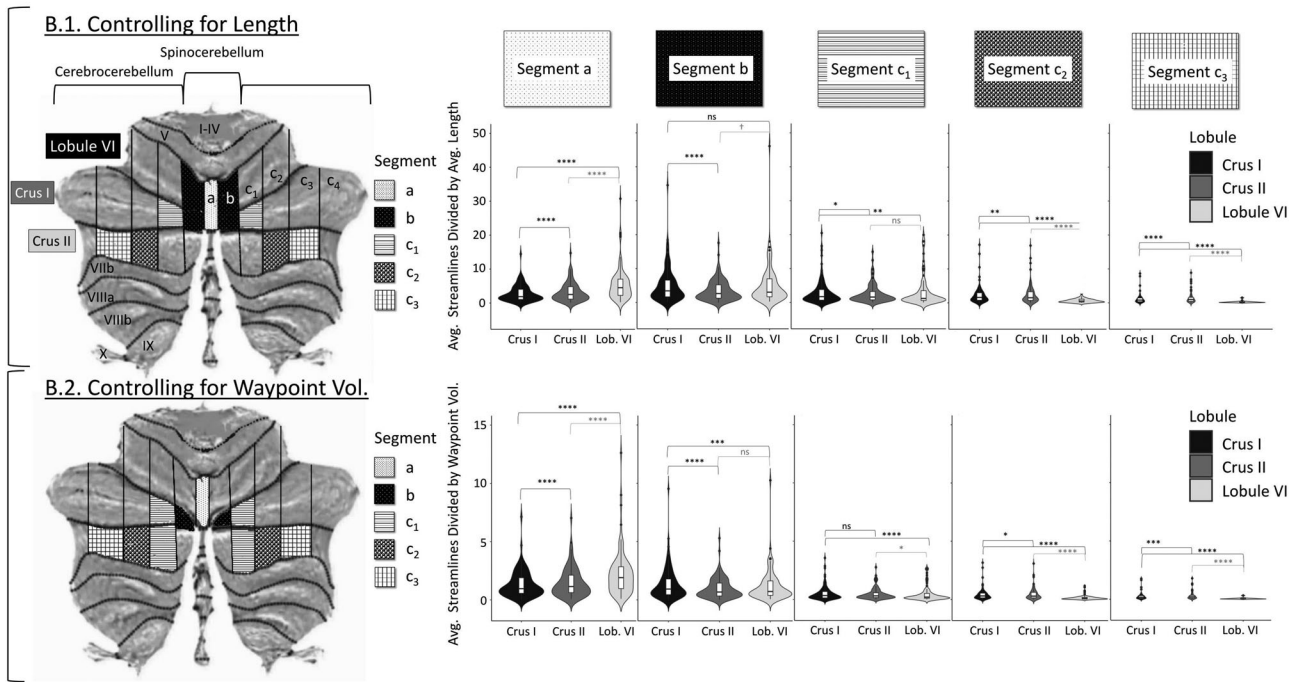 B.1. Controlling for Length
Spinocerebellum
Cerebrocerebellum
I-IV
V
Lobule VI
Crus I
Crus II
a
b
c1
c2
c3
c4
VIIb
VIIIa
VIIIb
IX
X
Segment
a
b
c1
c2
c3
Segment a
Segment b
Segment c1
Segment c2
Segment c3
Avg. Streamlines Divided by Avg. Length
50
40
30
20
10
0
****
****
****
ns
†
****
*
**
ns
**
****
****
****
****
****
Lobule
Crus I
Crus II
Lobule VI
Crus I Crus II Lob. VI
Crus I Crus II Lob. VI
Crus I Crus II Lob. VI
Crus I Crus II Lob. VI
Crus I Crus II Lob. VI
B.2. Controlling for Waypoint Vol.
Segment
a
b
c1
c2
c3
Avg. Streamlines Divided by Waypoint Vol.
15
10
5
0
****
****
****
***
ns
****
ns
****
*
*
****
****
***
****
****
Lobule
Crus I
Crus II
Lobule VI
Crus I Crus II Lob. VI
Crus I Crus II Lob. VI
Crus I Crus II Lob. VI
Crus I Crus II Lob. VI
Crus I Crus II Lob. VI